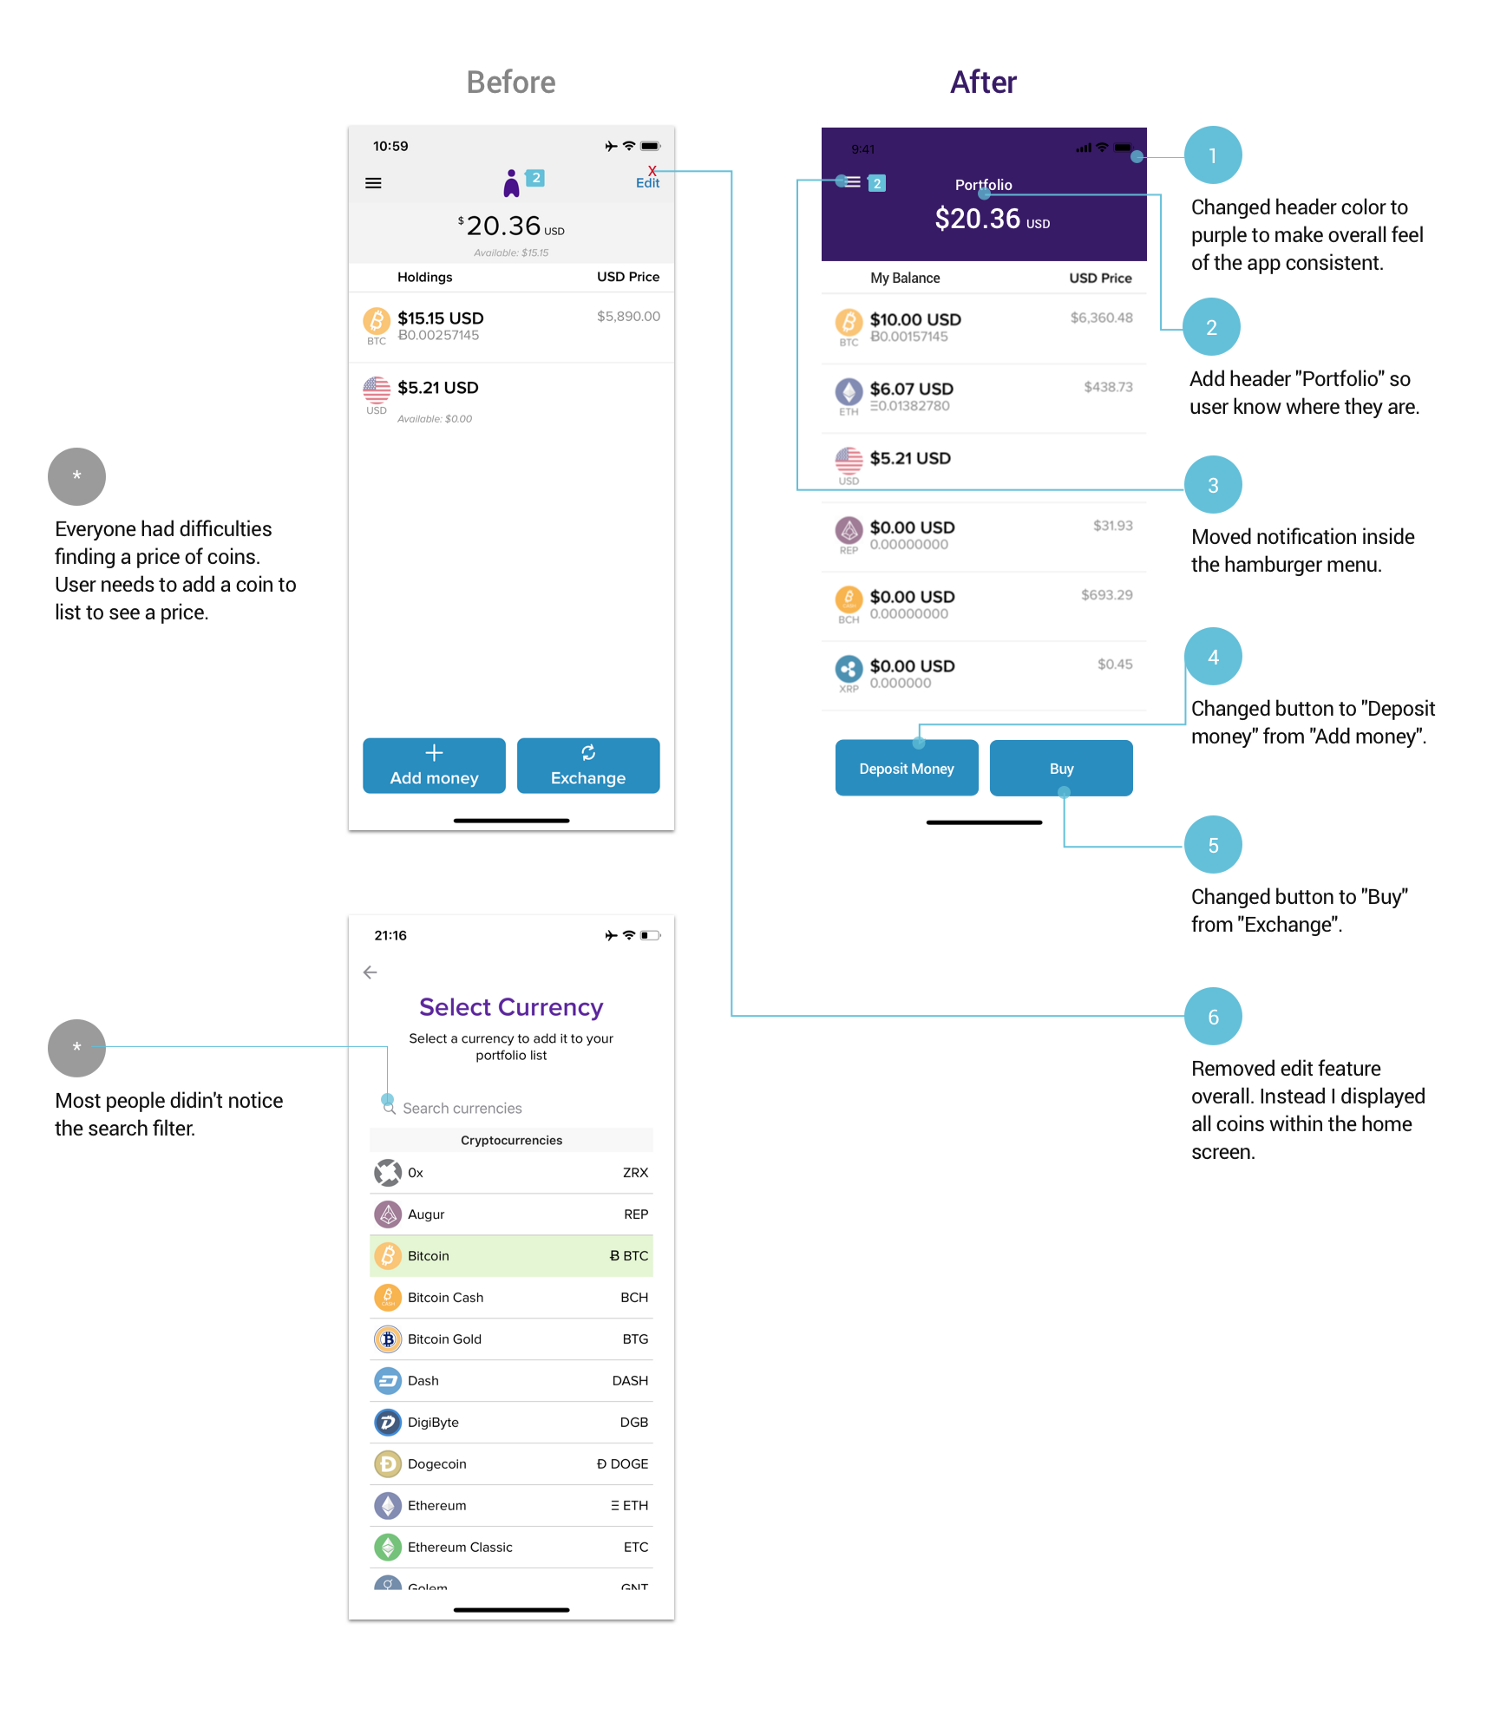 Before
After
10:59
2
X
Edit
$20.36 USD
Available: $15.15
Holdings
USD Price
$15.15 USD
$5,890.00
Ƀ0.00257145
BTC
$5.21 USD
USD
Available: $0.00
+
Add money
Exchange
*
Everyone had difficulties
finding a price of coins.
User needs to add a coin to
list to see a price.
9:41
2
Portfolio
$20.36 USD
My Balance
USD Price
$10.00 USD
$6,360.48
Ƀ0.00157145
BTC
$6.07 USD
$438.73
Ξ0.01382780
ETH
$5.21 USD
USD
$0.00 USD
$31.93
0.00000000
REP
$0.00 USD
$693.29
0.00000000
BCH
$0.00 USD
$0.45
0.000000
XRP
Deposit Money
Buy
1
Changed header color to
purple to make overall feel
of the app consistent.
2
Add header "Portfolio" so
user know where they are.
3
Moved notification inside
the hamburger menu.
4
Changed button to "Deposit
money" from "Add money".
5
Changed button to "Buy"
from "Exchange".
6
Removed edit feature
overall. Instead I displayed
all coins within the home
screen.
*
Most people didin't notice
the search filter.
21:16
Select Currency
Select a currency to add it to your
portfolio list
Search currencies
Cryptocurrencies
0x ZRX
Augur REP
Bitcoin Ƀ BTC
Bitcoin Cash BCH
Bitcoin Gold BTG
Dash DASH
DigiByte DGB
Dogecoin Ð DOGE
Ethereum Ξ ETH
Ethereum Classic ETC
Golem GNT